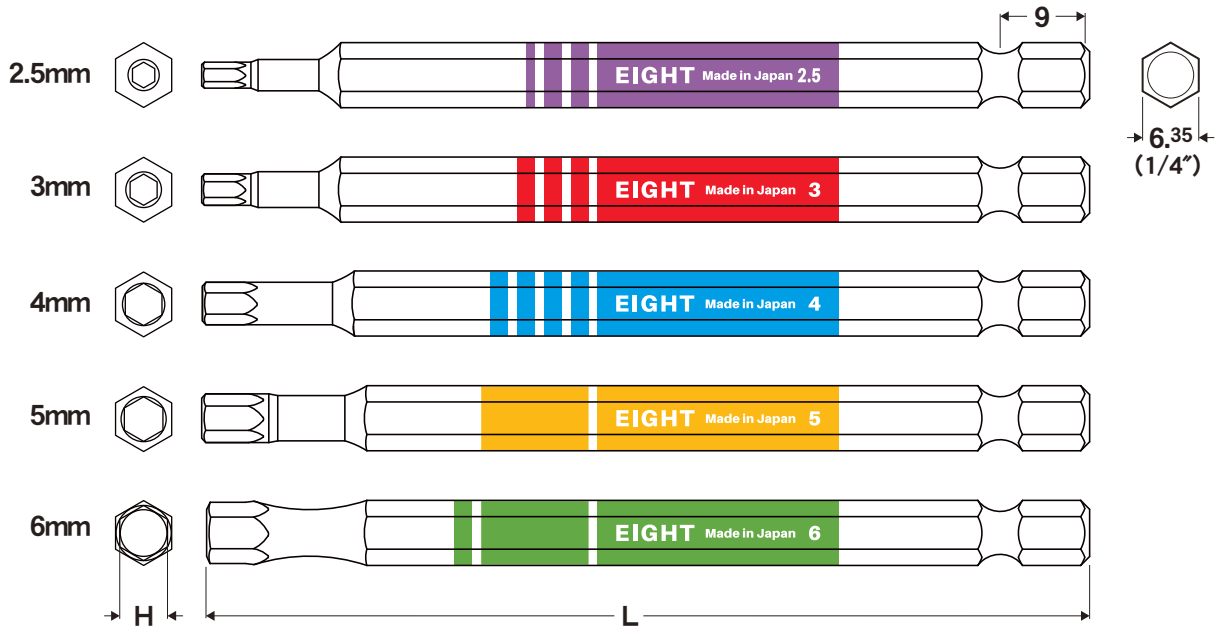 9
2.5mm
EIGHT Made in Japan 2.5
6.35
(1/4″)
3mm
EIGHT Made in Japan 3
4mm
EIGHT Made in Japan 4
5mm
EIGHT Made in Japan 5
6mm
EIGHT Made in Japan 6
H
L